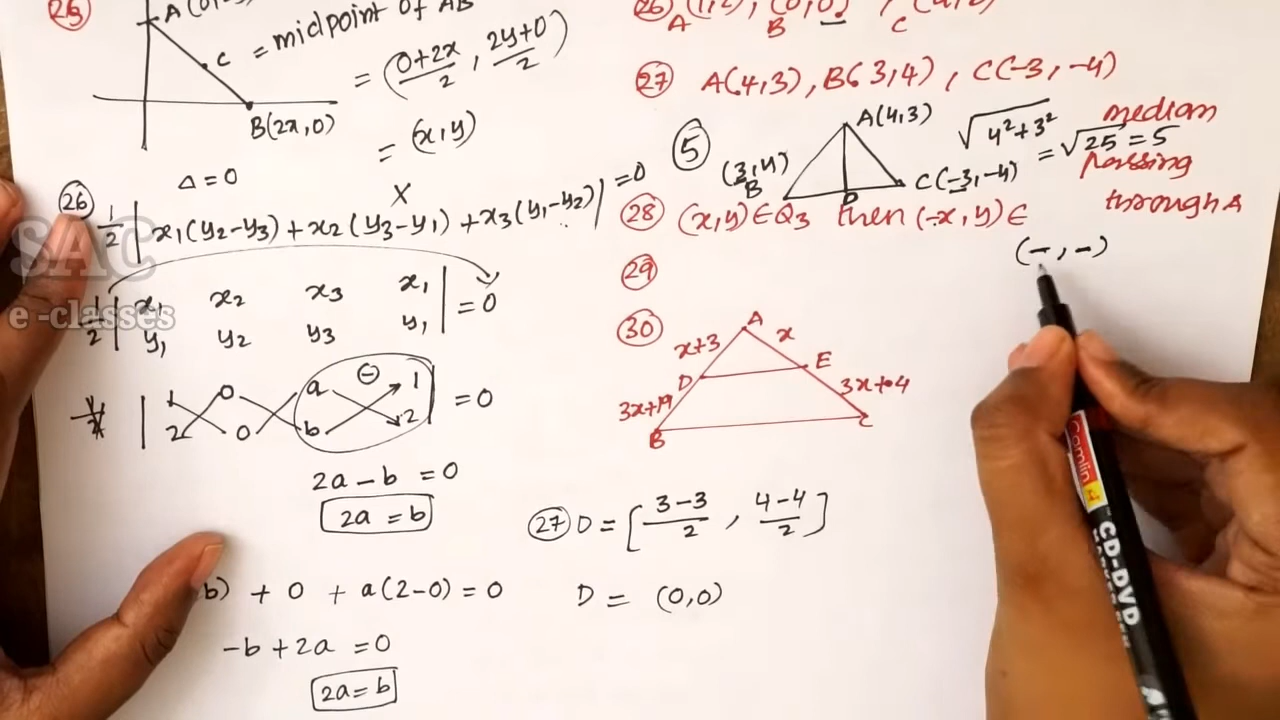 25
A(0,
C = midpoint of AB
= (0+2x/2, 2y+0/2)
B(2x,0)
= (x,y)
X
Δ=0
26
1/2 | x₁(y₂-y₃) + x₂(y₃-y₁) + x₃(y₁-y₂) | =0
SAC
e-classes
1/2 | x₁ x₂ x₃ x₁ | = 0
y₁ y₂ y₃ y₁
| 1 0 a ⊖ 1 | = 0
2 0 b 2
2a - b = 0
2a = b
b) + 0 + a(2-0) = 0
-b + 2a = 0
2a = b
26 A(1,2), B(0,0), C(a,b)
27 A(4,3), B(3,4), C(-3,-4)
median
passing
through A
5
A(4,3)
√4²+3²
= √25 = 5
(3,4)
B
D
C(-3,-4)
28 (x,y)∈Q₃ then (-x,y)∈
(-,-)
29
30
A
x+3
x
D
E
3x+19
3x+4
B
C
27 D = [3-3/2, 4-4/2]
D = (0,0)
Camlin
CD-DVD